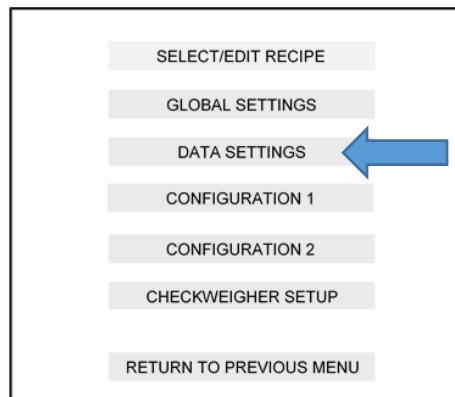 SELECT/EDIT RECIPE
GLOBAL SETTINGS
DATA SETTINGS
CONFIGURATION 1
CONFIGURATION 2
CHECKWEIGHER SETUP
RETURN TO PREVIOUS MENU